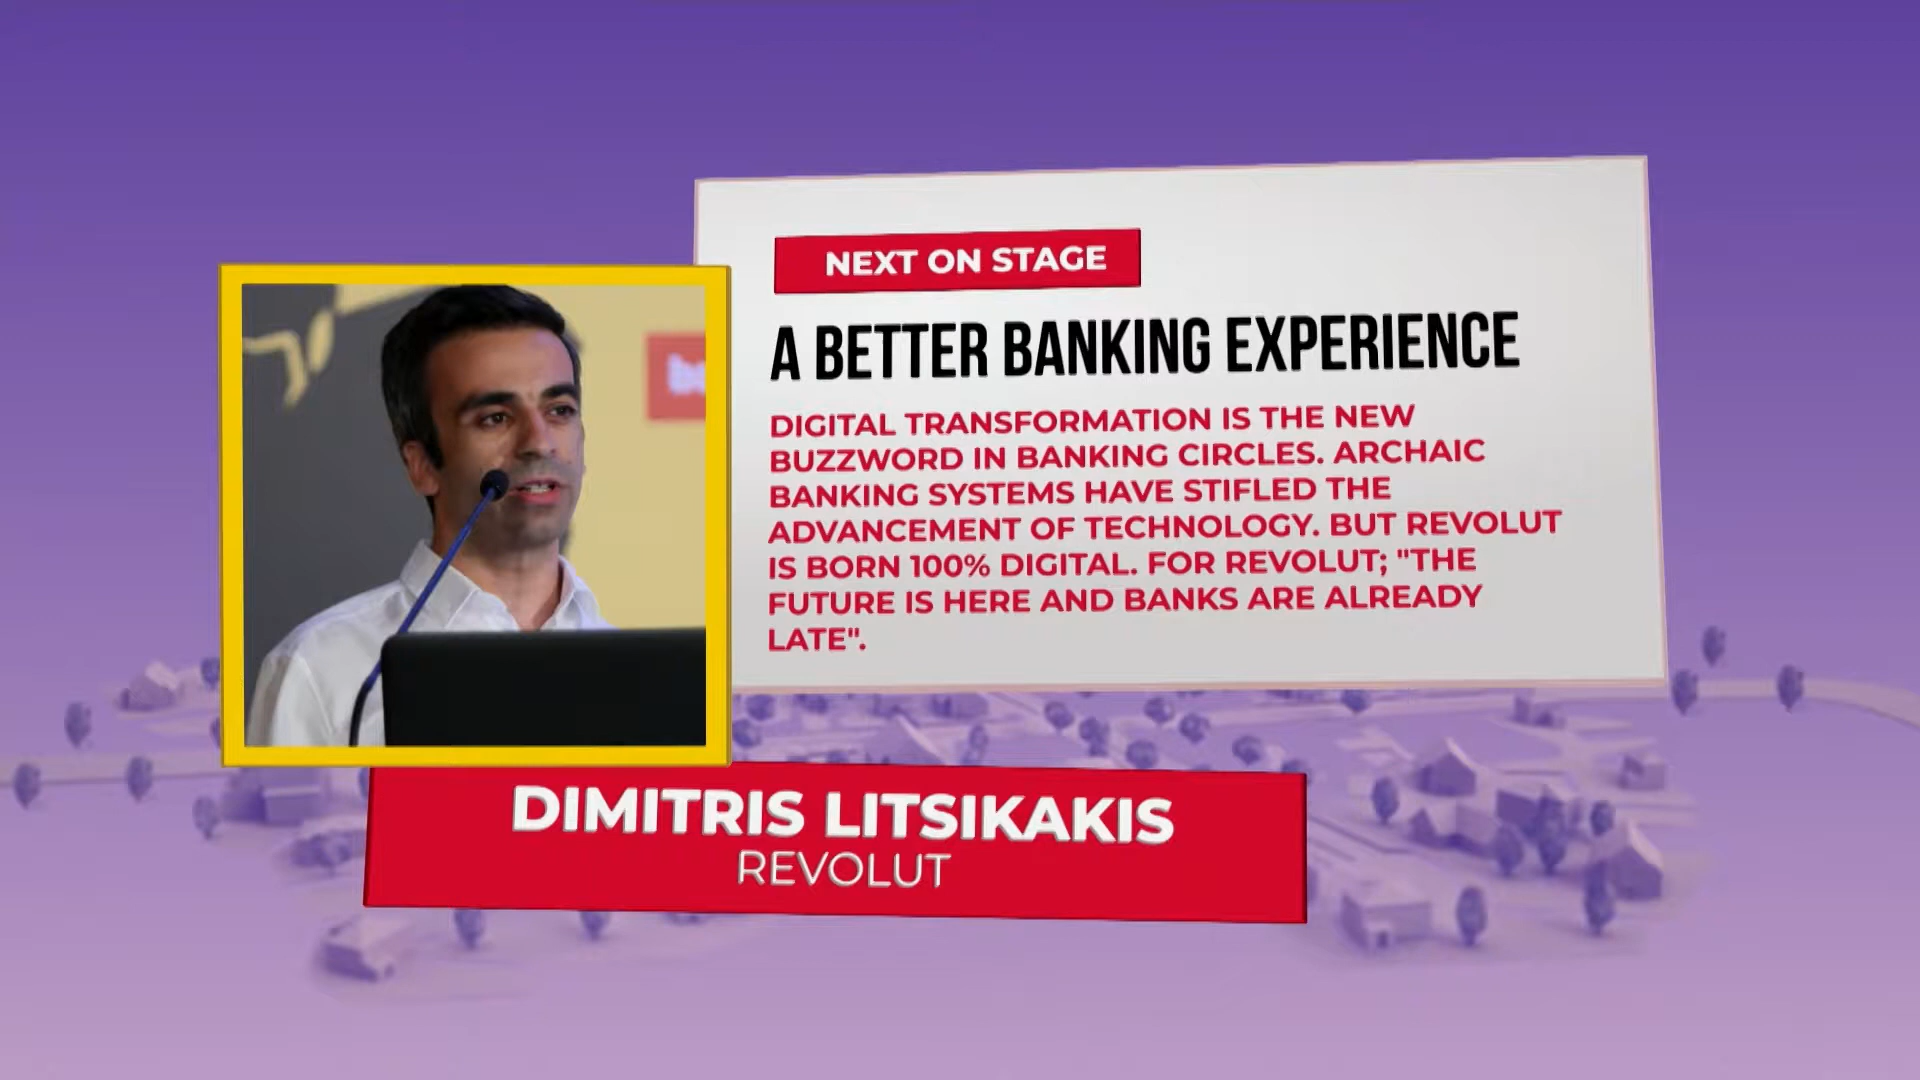 NEXT ON STAGE
A BETTER BANKING EXPERIENCE
DIGITAL TRANSFORMATION IS THE NEW
BUZZWORD IN BANKING CIRCLES. ARCHAIC
BANKING SYSTEMS HAVE STIFLED THE
ADVANCEMENT OF TECHNOLOGY. BUT REVOLUT
IS BORN 100% DIGITAL. FOR REVOLUT; "THE
FUTURE IS HERE AND BANKS ARE ALREADY
LATE".
DIMITRIS LITSIKAKIS
REVOLUT